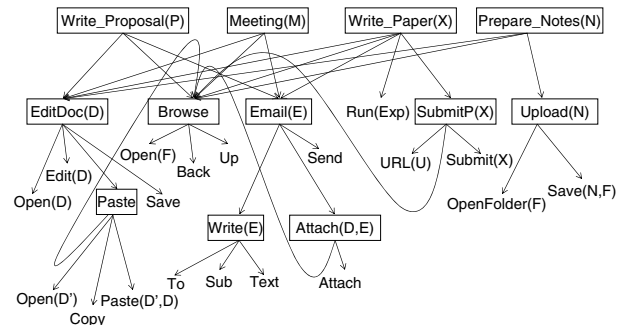 Write_Proposal(P) Meeting(M) Write_Paper(X) Prepare_Notes(N)
EditDoc(D) Browse Email(E) Run(Exp) SubmitP(X) Upload(N)
Open(F) Back Up Send URL(U) Submit(X)
Open(D) Edit(D) Paste Save OpenFolder(F) Save(N,F)
Write(E) Attach(D,E)
To Sub Text Attach
Open(D') Copy Paste(D',D)